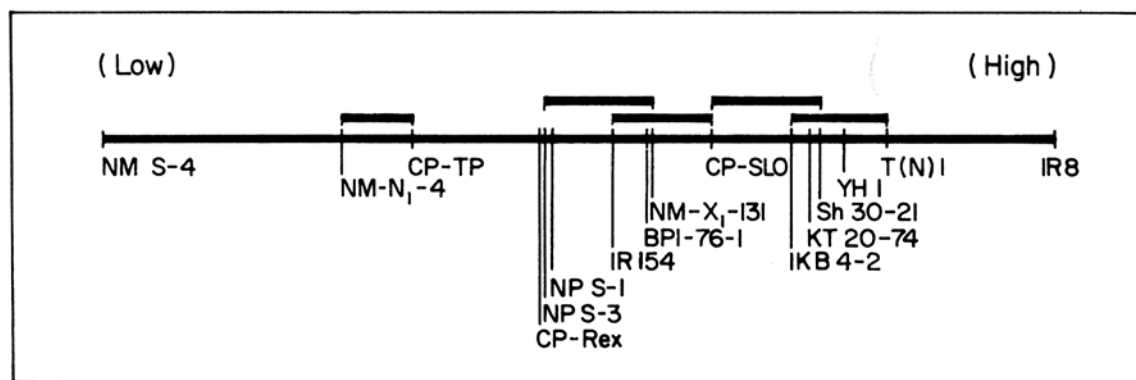 (Low) (High)
NM S-4 CP-TP CP-SLO T(N)1 IR8
NM-N₁-4 YH 1
NM-X₁-131 Sh 30-21
BPI-76-1 KT 20-74
IR 154 IKB 4-2
NP S-1
NP S-3
CP-Rex